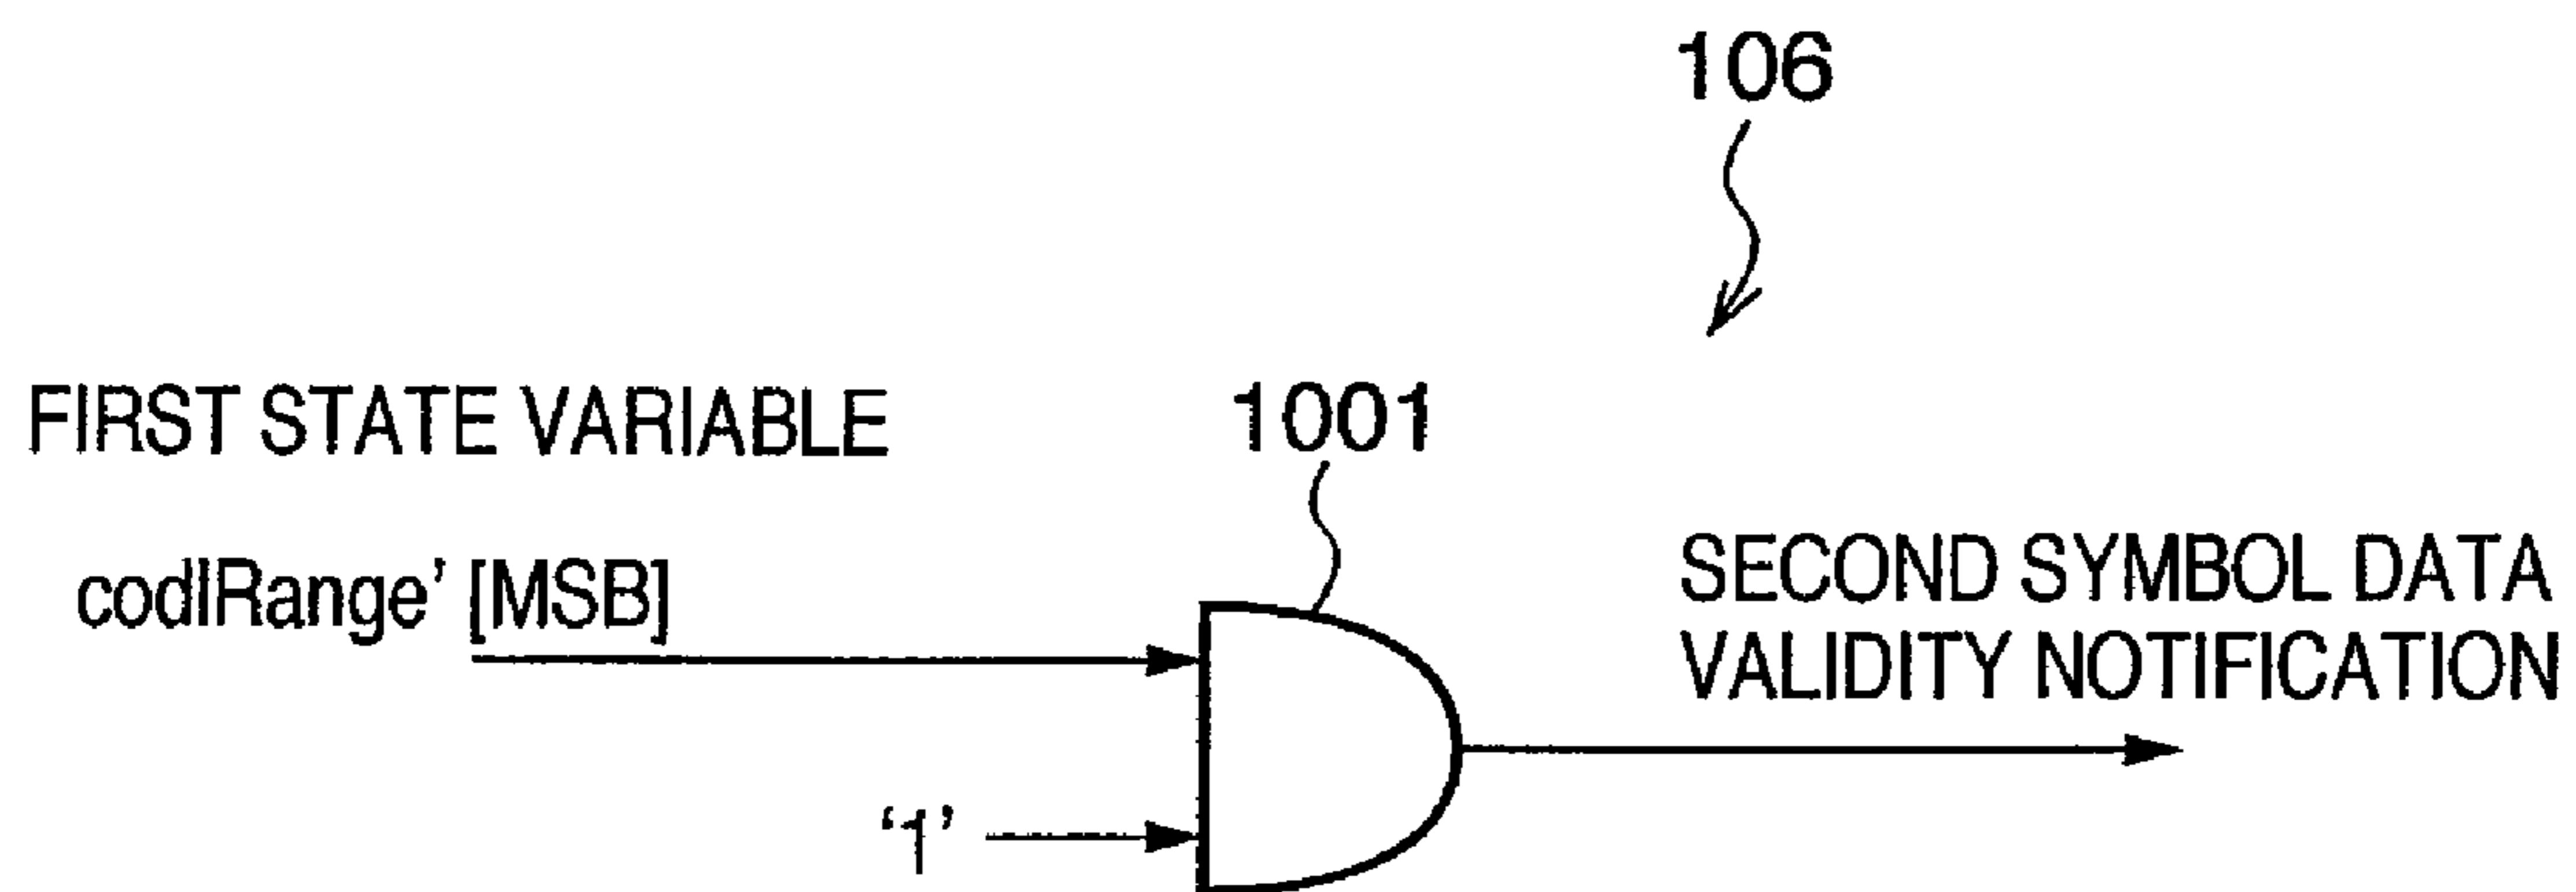 106
FIRST STATE VARIABLE
1001
codIRange’ [MSB]
SECOND SYMBOL DATA
VALIDITY NOTIFICATION
‘1’